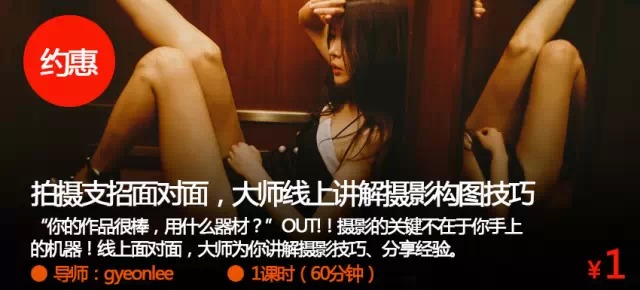 约惠
拍摄支招面对面，大师线上讲解摄影构图技巧
“你的作品很棒，用什么器材？”OUT!！摄影的关键不在于你手上
的机器！线上面对面，大师为你讲解摄影技巧、分享经验。
导师：gyeonlee 1课时（60分钟） ¥1